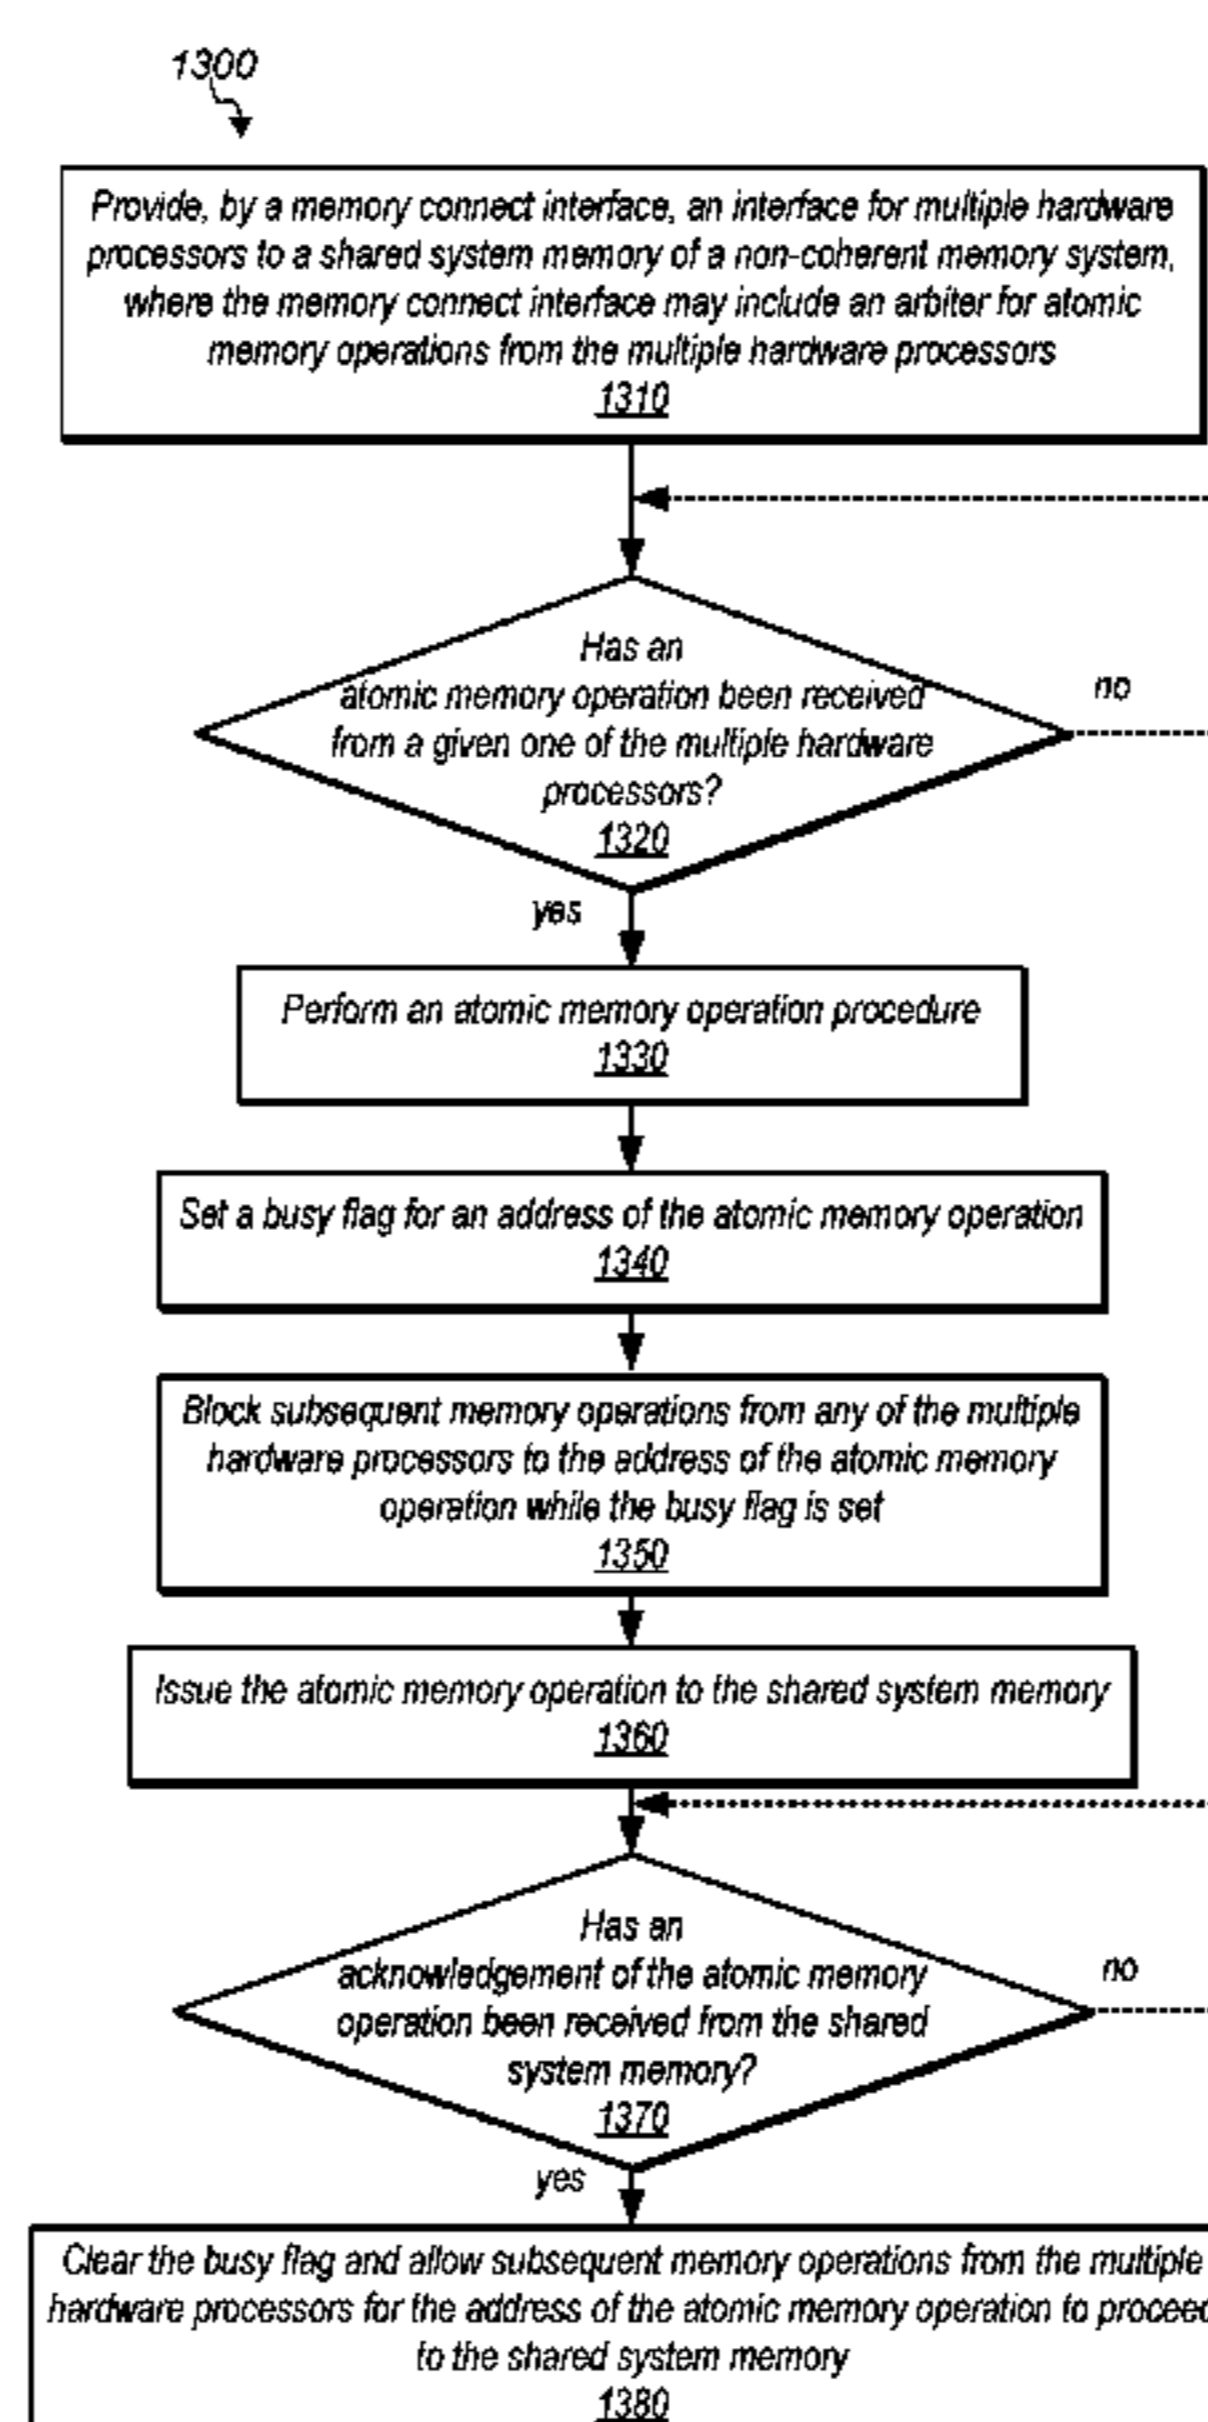 1300
Provide, by a memory connect interface, an interface for multiple hardware
processors to a shared system memory of a non-coherent memory system,
where the memory connect interface may include an arbiter for atomic
memory operations from the multiple hardware processors
1310
Has an
atomic memory operation been received
from a given one of the multiple hardware
processors?
1320
no
yes
Perform an atomic memory operation procedure
1330
Set a busy flag for an address of the atomic memory operation
1340
Block subsequent memory operations from any of the multiple
hardware processors to the address of the atomic memory
operation while the busy flag is set
1350
Issue the atomic memory operation to the shared system memory
1360
Has an
acknowledgement of the atomic memory
operation been received from the shared
system memory?
1370
no
yes
Clear the busy flag and allow subsequent memory operations from the multiple
hardware processors for the address of the atomic memory operation to proceed
to the shared system memory
1380